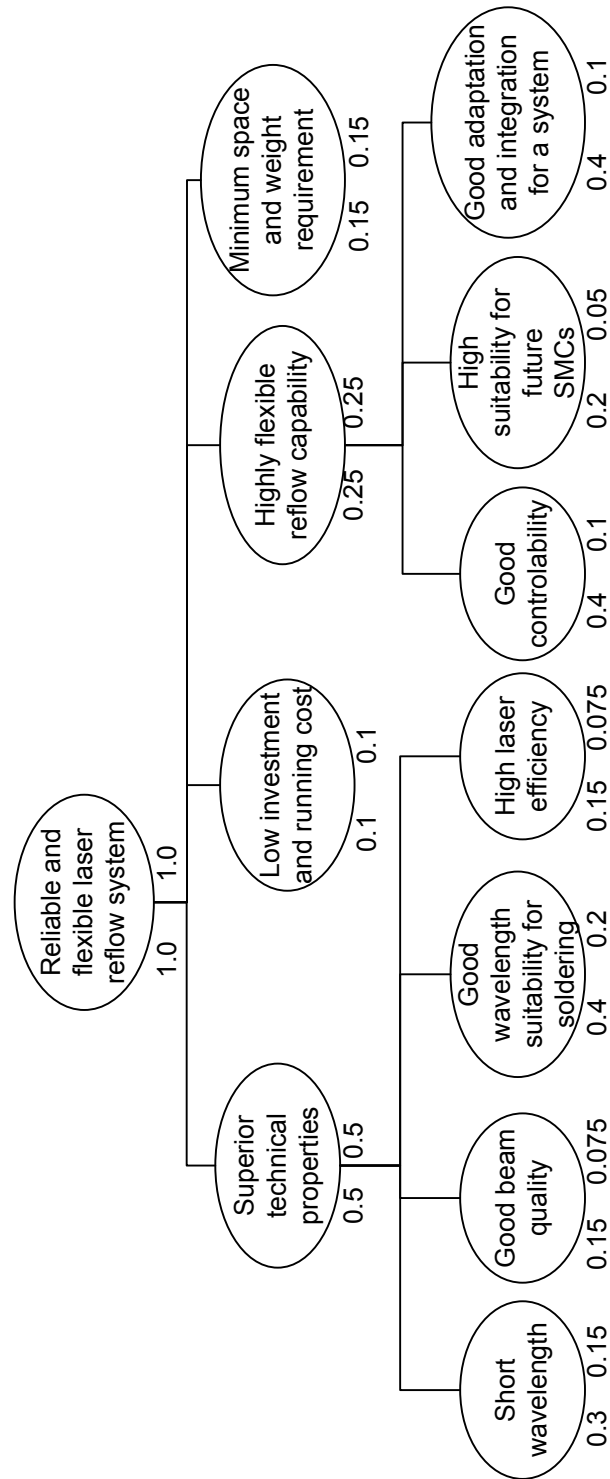 Reliable and
flexible laser
reflow system
1.0 1.0
Superior
technical
properties
0.5 0.5
Low investment
and running cost
0.1 0.1
Highly flexible
reflow capability
0.25 0.25
Minimum space
and weight
requirement
0.15 0.15
Short
wavelength
0.3 0.15
Good beam
quality
0.15 0.075
Good
wavelength
suitability for
soldering
0.4 0.2
High laser
efficiency
0.15 0.075
Good
controlability
0.4 0.1
High
suitability for
future
SMCs
0.2 0.05
Good adaptation
and integration
for a system
0.4 0.1